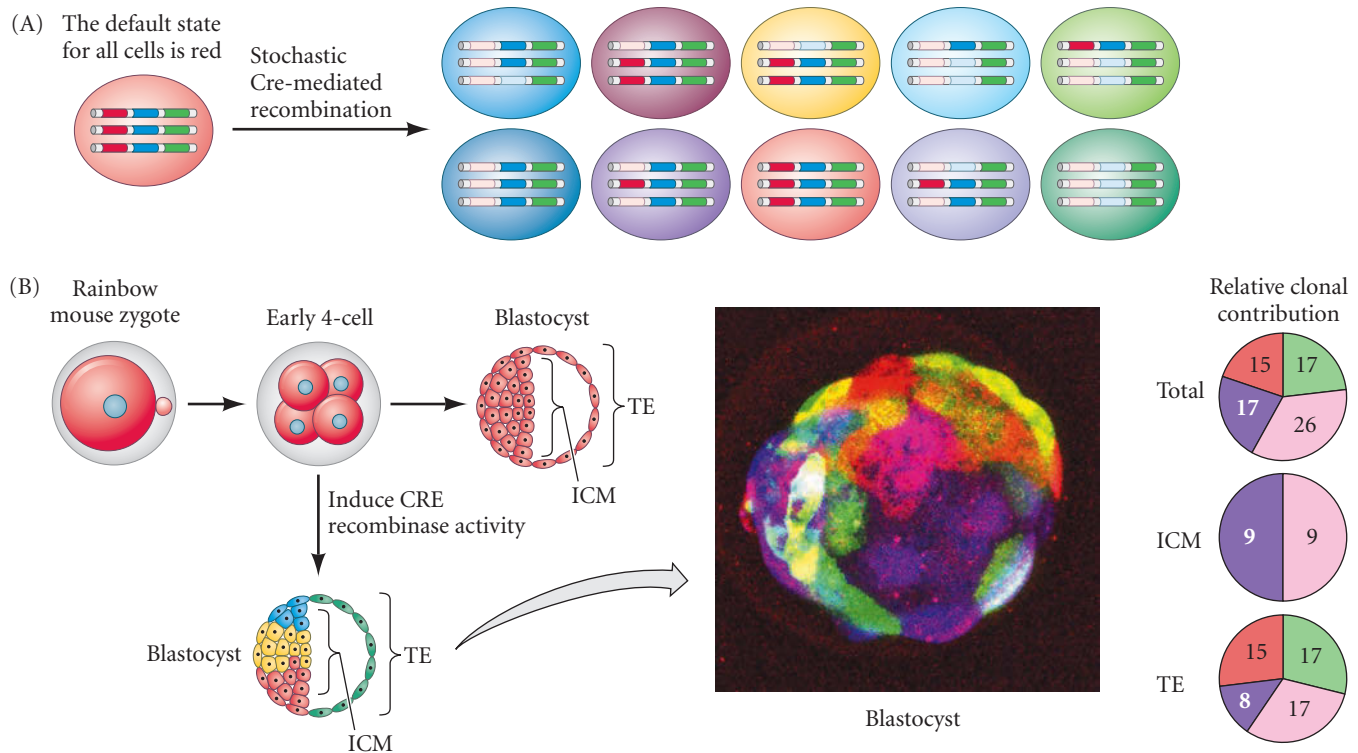 (A)
The default state
for all cells is red
Stochastic
Cre-mediated
recombination
(B)
Rainbow
mouse zygote
Early 4-cell
Blastocyst
TE
ICM
Induce CRE
recombinase activity
Blastocyst
TE
ICM
Blastocyst
Relative clonal
contribution
Total
15
17
17
26
ICM
9
9
TE
15
17
8
17